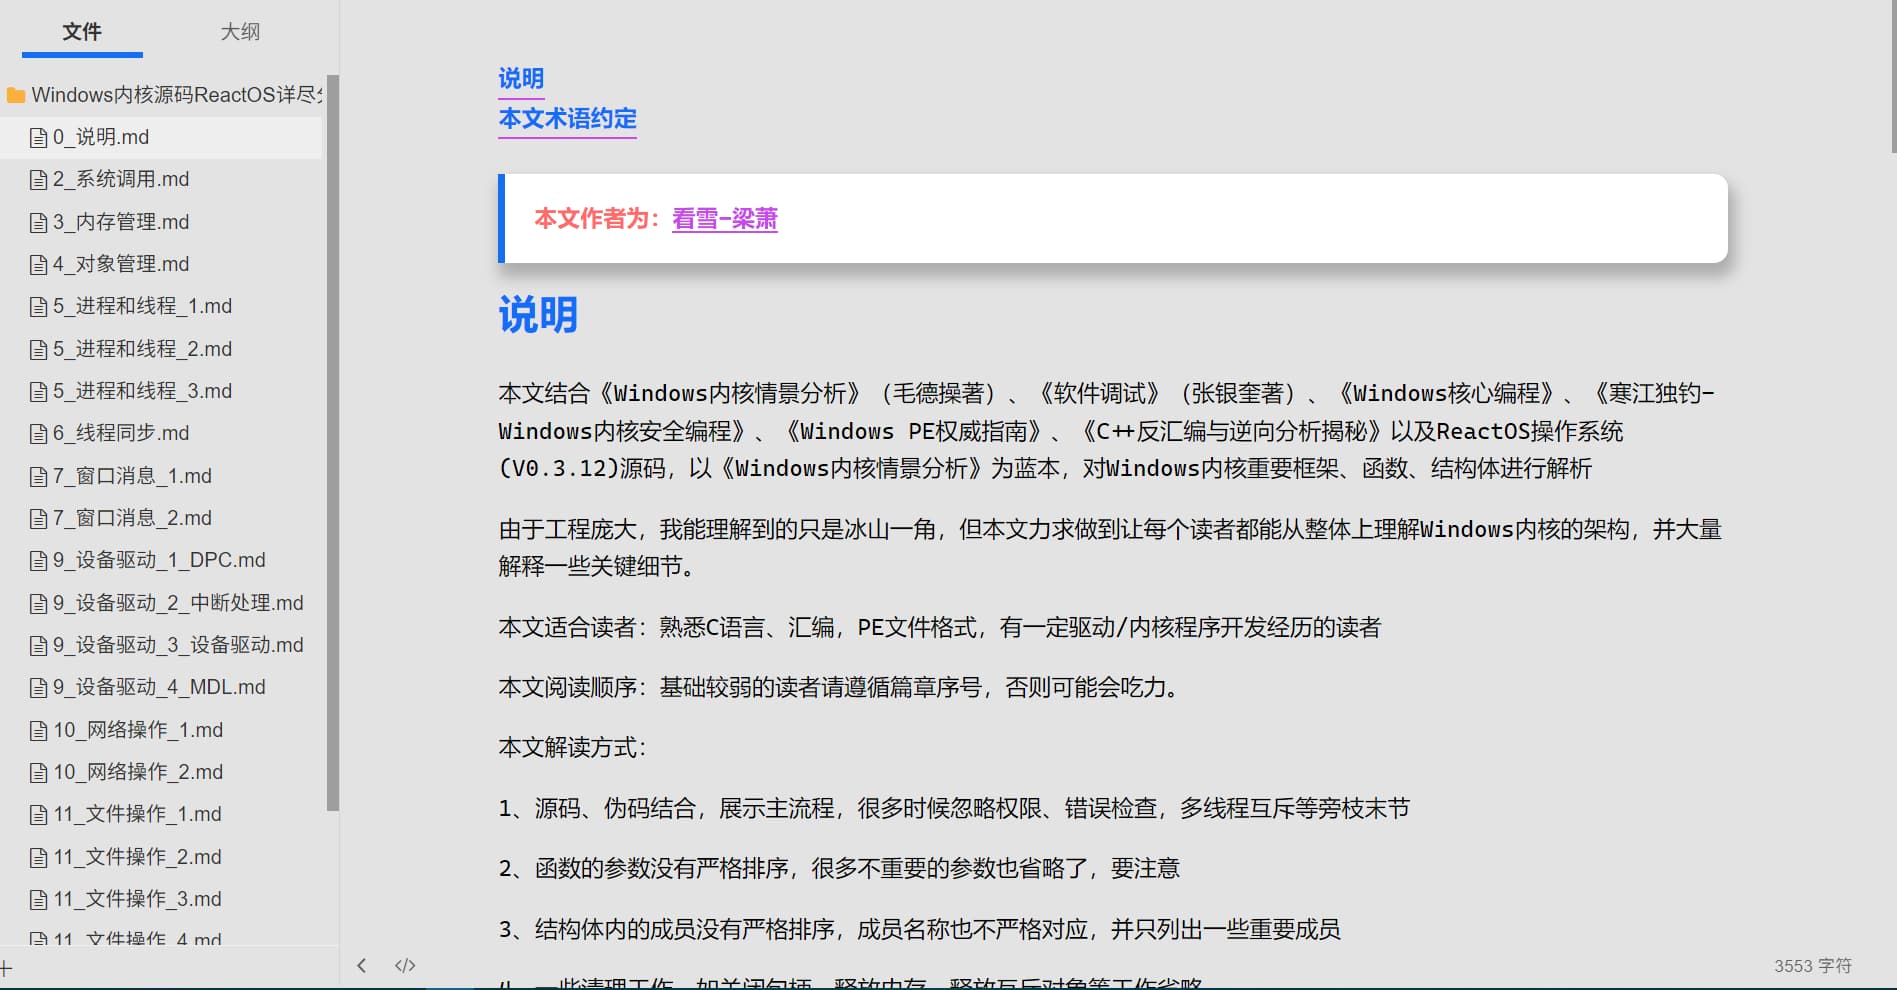 文件
大纲
Windows内核源码ReactOS详尽
0_说明.md
2_系统调用.md
3_内存管理.md
4_对象管理.md
5_进程和线程_1.md
5_进程和线程_2.md
5_进程和线程_3.md
6_线程同步.md
7_窗口消息_1.md
7_窗口消息_2.md
9_设备驱动_1_DPC.md
9_设备驱动_2_中断处理.md
9_设备驱动_3_设备驱动.md
9_设备驱动_4_MDL.md
10_网络操作_1.md
10_网络操作_2.md
11_文件操作_1.md
11_文件操作_2.md
11_文件操作_3.md
11_文件操作_4.md
说明
本文术语约定
本文作者为：看雪-梁萧
说明
本文结合《Windows内核情景分析》（毛德操著）、《软件调试》（张银奎著）、《Windows核心编程》、《寒江独钓-
Windows内核安全编程》、《Windows PE权威指南》、《C++反汇编与逆向分析揭秘》以及ReactOS操作系统
(V0.3.12)源码，以《Windows内核情景分析》为蓝本，对Windows内核重要框架、函数、结构体进行解析
由于工程庞大，我能理解到的只是冰山一角，但本文力求做到让每个读者都能从整体上理解Windows内核的架构，并大量
解释一些关键细节。
本文适合读者：熟悉C语言、汇编，PE文件格式，有一定驱动/内核程序开发经历的读者
本文阅读顺序：基础较弱的读者请遵循篇章序号，否则可能会吃力。
本文解读方式：
1、源码、伪码结合，展示主流程，很多时候忽略权限、错误检查，多线程互斥等旁枝末节
2、函数的参数没有严格排序，很多不重要的参数也省略了，要注意
3、结构体内的成员没有严格排序，成员名称也不严格对应，并只列出一些重要成员
4、一些清理工作，如关闭句柄、释放内存、释放互斥对象等工作省略
3553 字符